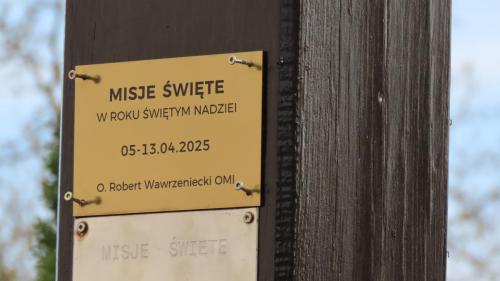 MISJE ŚWIĘTE
W ROKU ŚWIĘTYM NADZIEI
05-13.04.2025
O. Robert Wawrzeniecki OMI
MISJE ŚWIĘTE